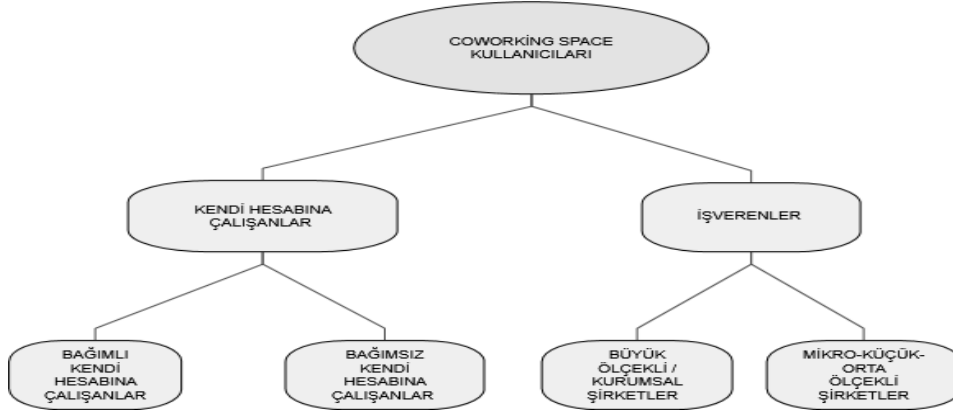 COWORKİNG SPACE
KULLANICILARI
KENDİ HESABINA
ÇALIŞANLAR
İŞVERENLER
BAĞIMLI
KENDİ
HESABINA
ÇALIŞANLAR
BAĞIMSIZ
KENDİ
HESABINA
ÇALIŞANLAR
BÜYÜK
ÖLÇEKLİ /
KURUMSAL
ŞİRKETLER
MİKRO-KÜÇÜK-
ORTA
ÖLÇEKLİ
ŞİRKETLER